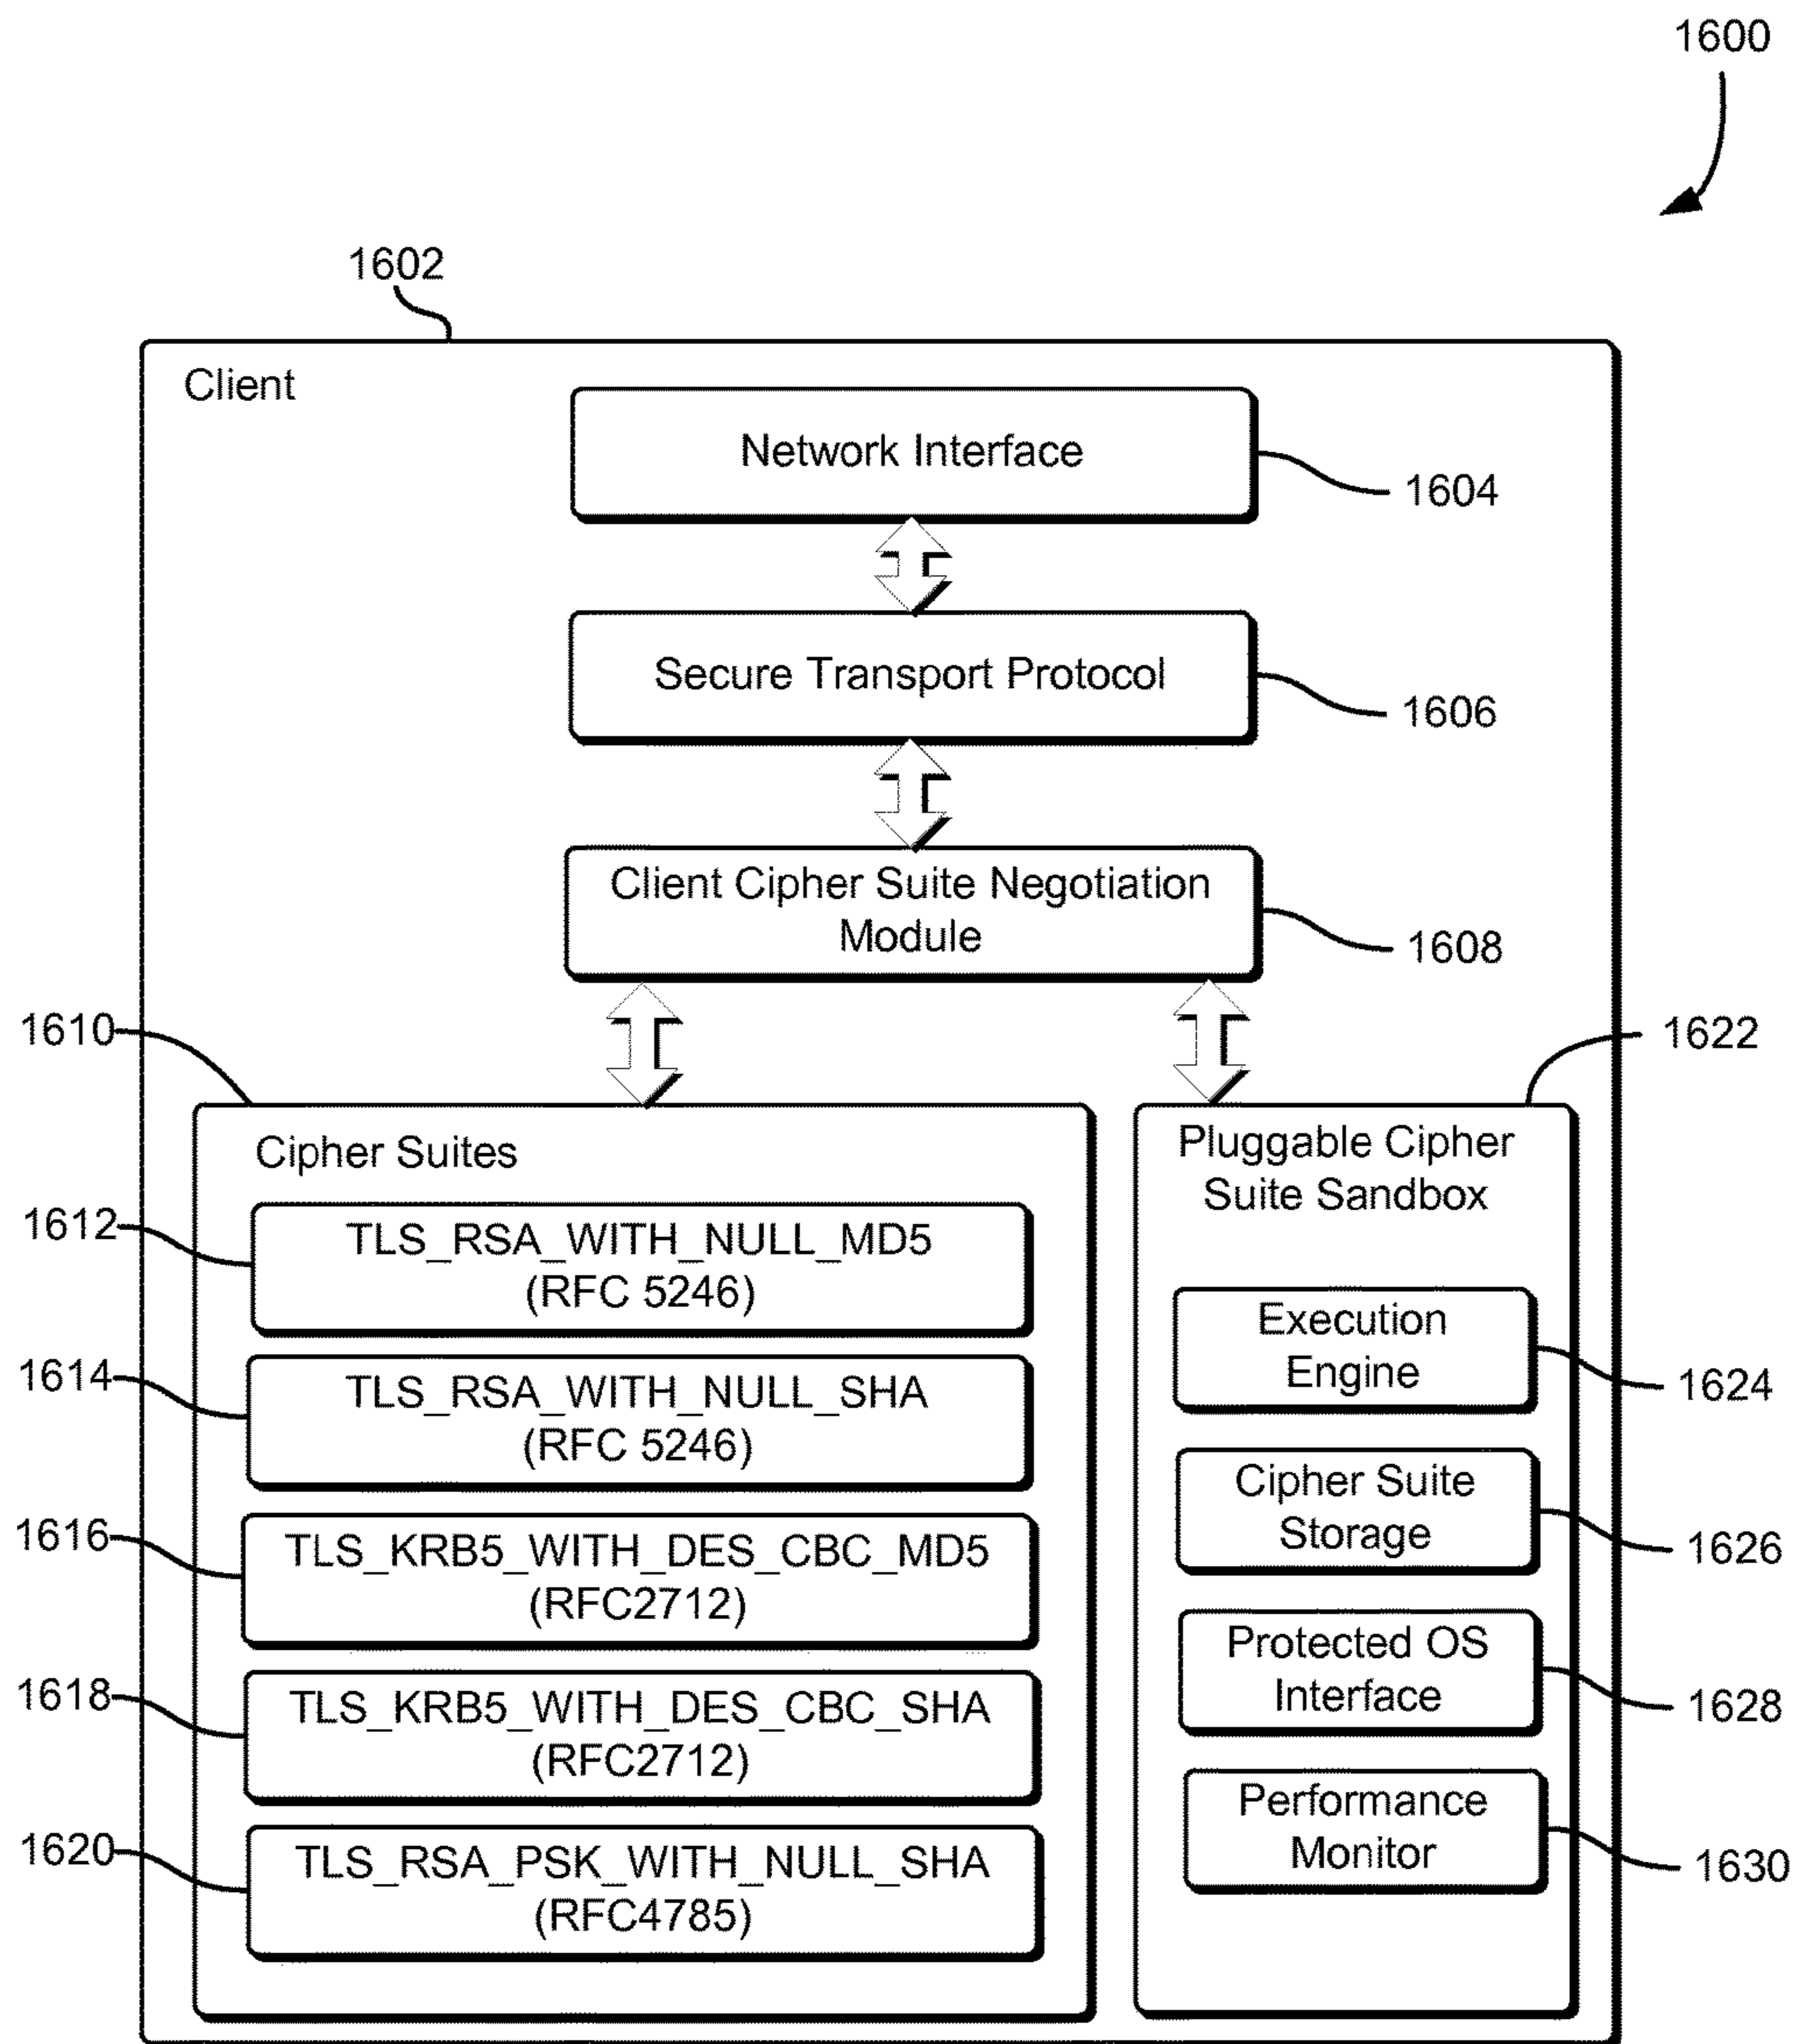 1600
1602
Client
Network Interface
1604
Secure Transport Protocol
1606
Client Cipher Suite Negotiation
Module
1608
1610
Cipher Suites
1612
TLS_RSA_WITH_NULL_MD5
(RFC 5246)
1614
TLS_RSA_WITH_NULL_SHA
(RFC 5246)
1616
TLS_KRB5_WITH_DES_CBC_MD5
(RFC2712)
1618
TLS_KRB5_WITH_DES_CBC_SHA
(RFC2712)
1620
TLS_RSA_PSK_WITH_NULL_SHA
(RFC4785)
1622
Pluggable Cipher
Suite Sandbox
Execution
Engine
1624
Cipher Suite
Storage
1626
Protected OS
Interface
1628
Performance
Monitor
1630